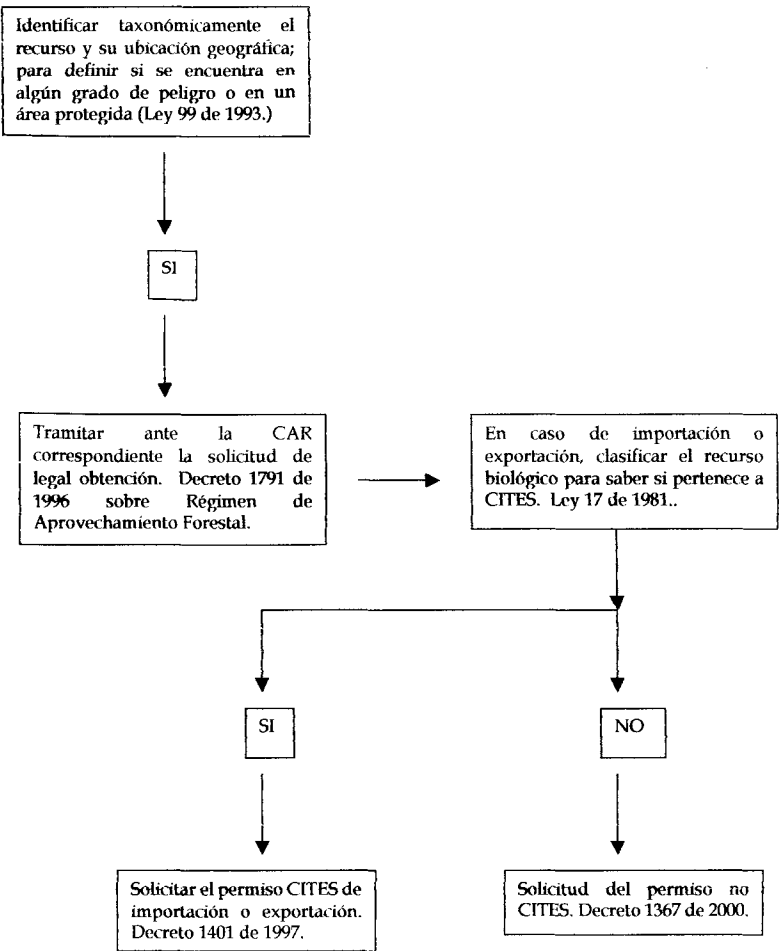 Identificar taxonómicamente el
recurso y su ubicación geográfica;
para definir si se encuentra en
algún grado de peligro o en un
área protegida (Ley 99 de 1993.)
SI
Tramitar ante la CAR
correspondiente la solicitud de
legal obtención. Decreto 1791 de
1996 sobre Régimen de
Aprovechamiento Forestal.
En caso de importación o
exportación, clasificar el recurso
biológico para saber si pertenece a
CITES. Ley 17 de 1981..
SI
NO
Solicitar el permiso CITES de
importación o exportación.
Decreto 1401 de 1997.
Solicitud del permiso no
CITES. Decreto 1367 de 2000.